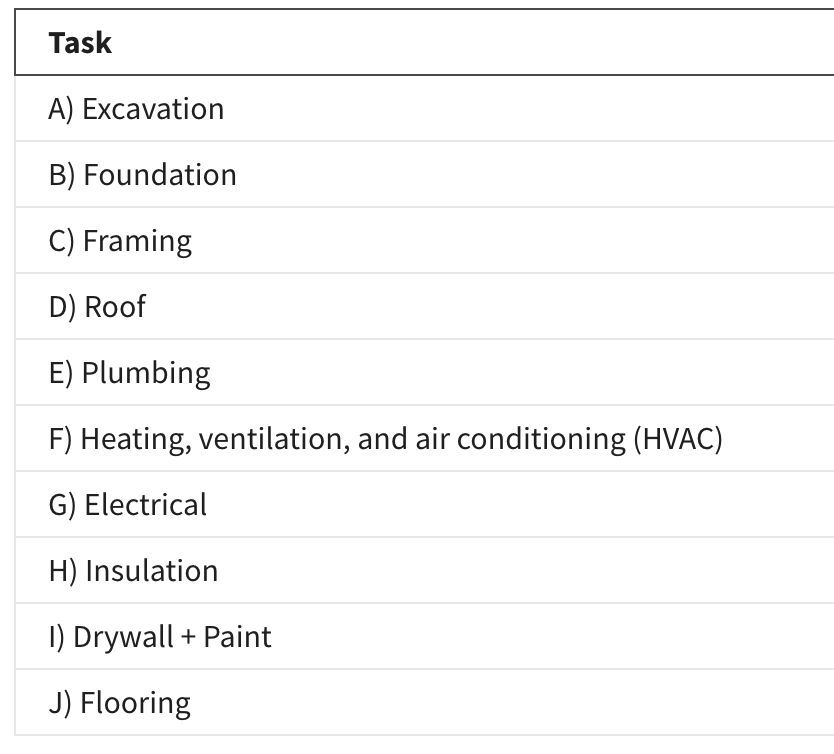 Task
A) Excavation
B) Foundation
C) Framing
D) Roof
E) Plumbing
F) Heating, ventilation, and air conditioning (HVAC)
G) Electrical
H) Insulation
I) Drywall + Paint
J) Flooring